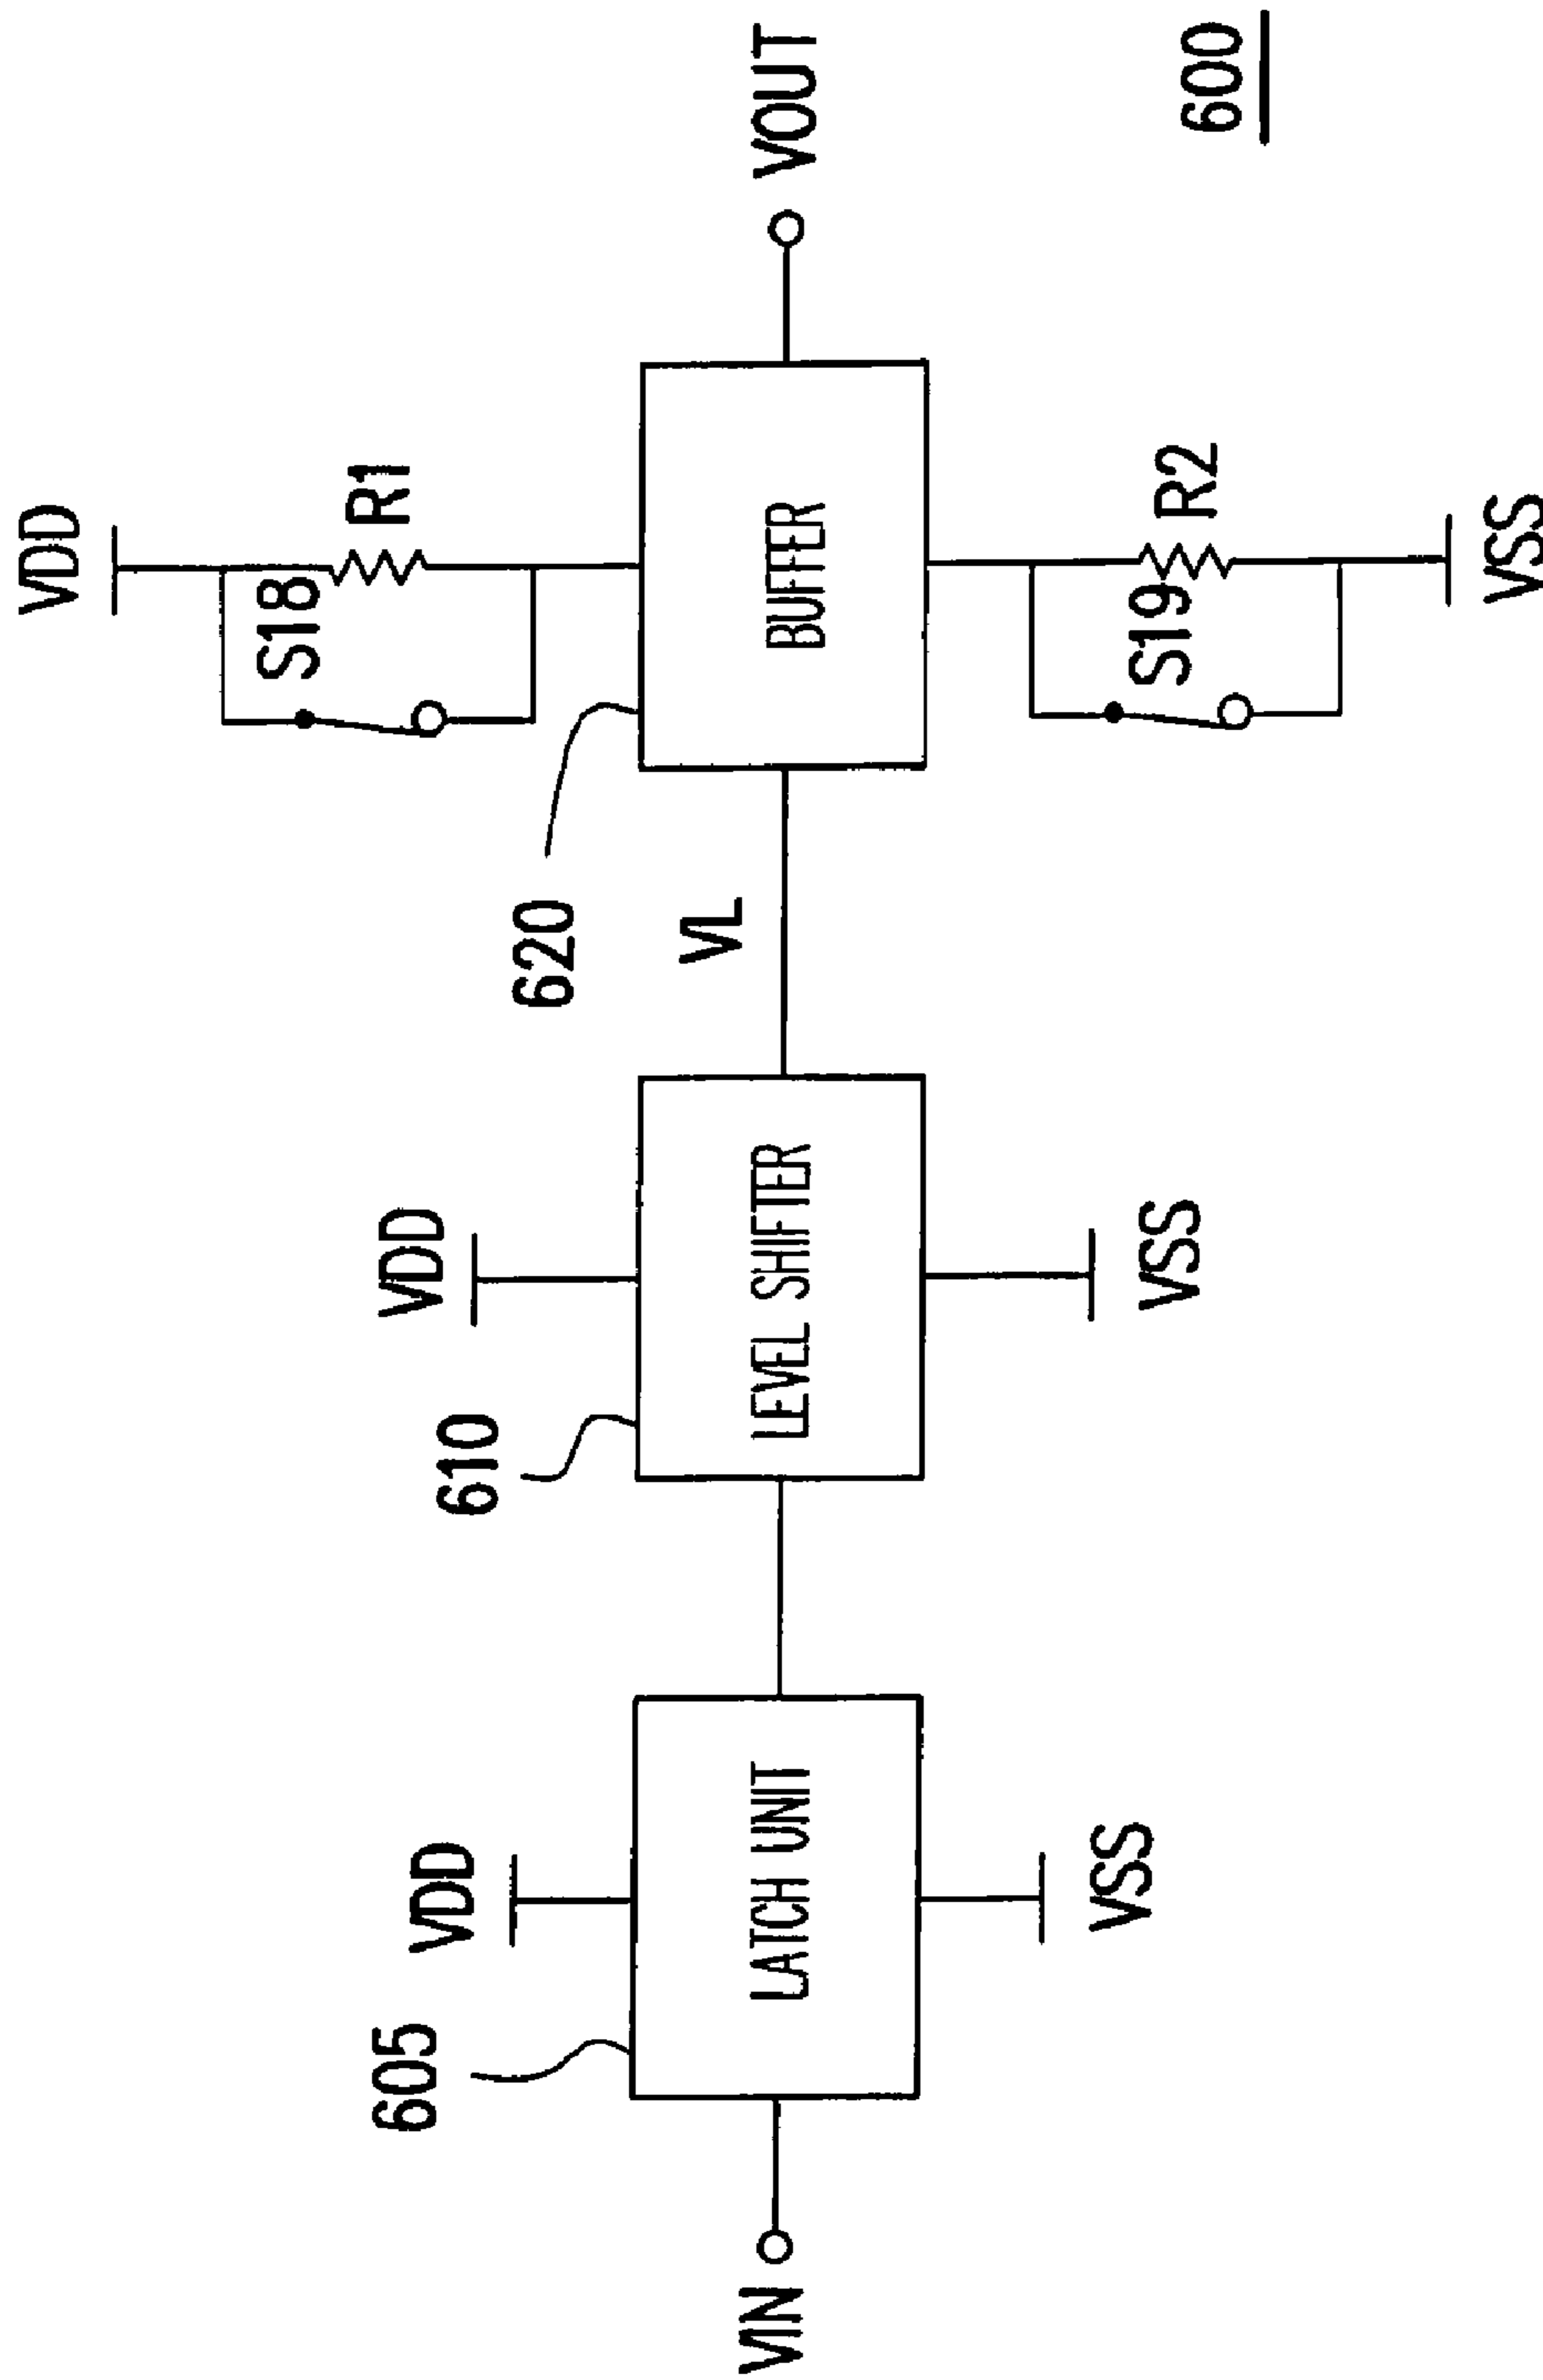 VIN
605
LATCH UNIT
VDD
VSS
610
LEVEL SHIFTER
VDD
VSS
VL
620
BUFFER
VDD
S18
R1
S19
R2
VSS
VOUT
600